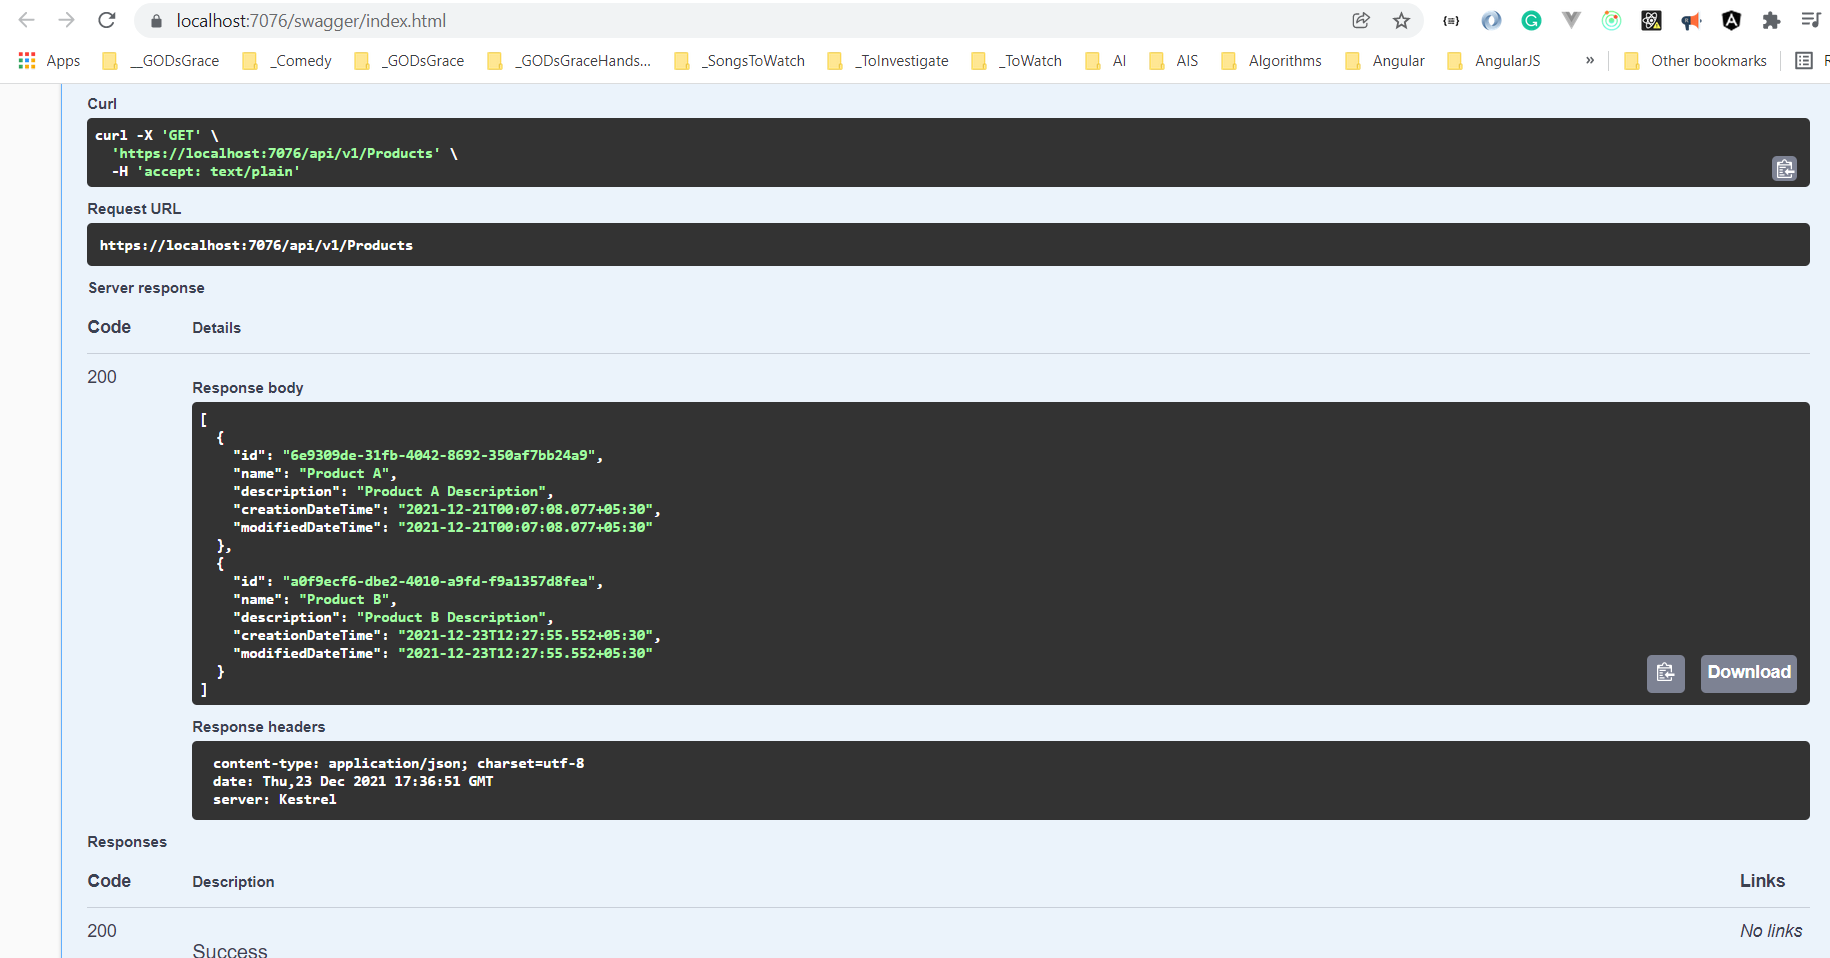 localhost:7076/swagger/index.html
Apps __GODsGrace _Comedy _GODsGrace _GODsGraceHands... _SongsToWatch _ToInvestigate _ToWatch AI AIS Algorithms Angular AngularJS » Other bookmarks
Curl
curl -X 'GET' \
'https://localhost:7076/api/v1/Products' \
-H 'accept: text/plain'
Request URL
https://localhost:7076/api/v1/Products
Server response
Code Details
200
Response body
[
{
"id": "6e9309de-31fb-4042-8692-350af7bb24a9",
"name": "Product A",
"description": "Product A Description",
"creationDateTime": "2021-12-21T00:07:08.077+05:30",
"modifiedDateTime": "2021-12-21T00:07:08.077+05:30"
},
{
"id": "a0f9ecf6-dbe2-4010-a9fd-f9a1357d8fea",
"name": "Product B",
"description": "Product B Description",
"creationDateTime": "2021-12-23T12:27:55.552+05:30",
"modifiedDateTime": "2021-12-23T12:27:55.552+05:30"
}
]
Download
Response headers
content-type: application/json; charset=utf-8
date: Thu,23 Dec 2021 17:36:51 GMT
server: Kestrel
Responses
Code Description Links
200 No links
Success